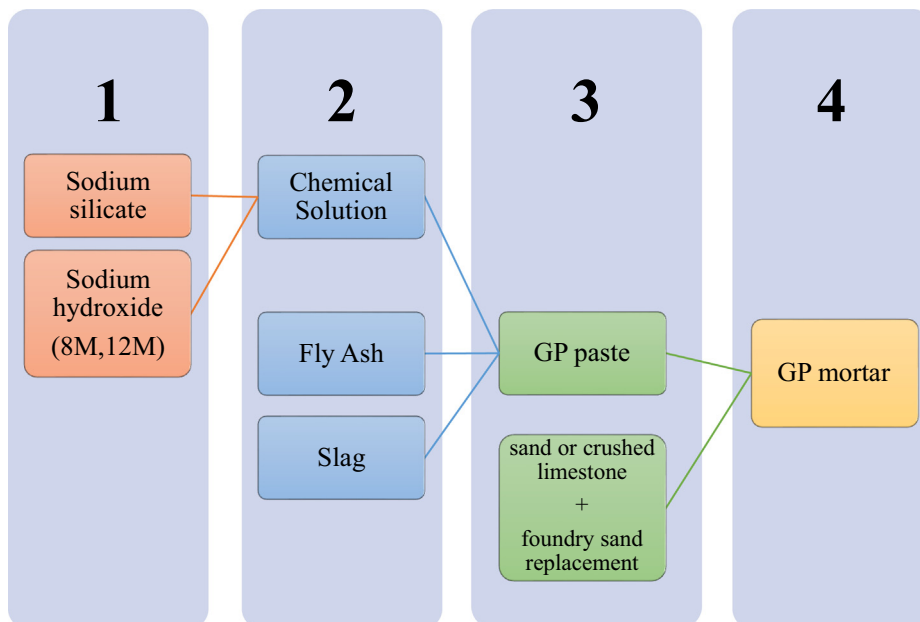 1
Sodium
silicate
Sodium
hydroxide
(8M,12M)
2
Chemical
Solution
Fly Ash
Slag
3
GP paste
sand or crushed
limestone
+
foundry sand
replacement
4
GP mortar